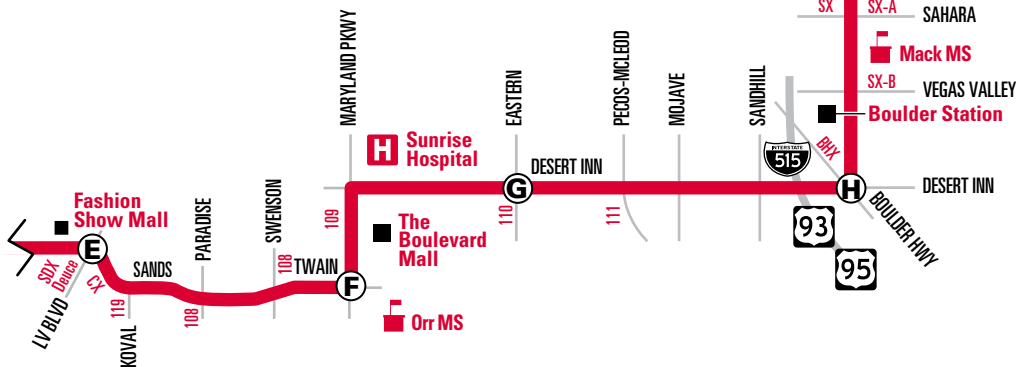 SX
SX-A
SAHARA
Mack MS
SX-B
VEGAS VALLEY
Boulder Station
MARYLAND PKWY
EASTERN
PECOS-MCLEOD
MOJAVE
SANDHILL
H
Sunrise
Hospital
INTERSTATE
515
BHX
DESERT INN
G
H
DESERT INN
BOULDER HWY
109
110
111
93
95
Fashion
Show Mall
PARADISE
SWENSON
The
Boulevard
Mall
E
SDX
Deuce
CX
SANDS
108
TWAIN
F
LV BLVD
119
KOVAL
108
Orr MS